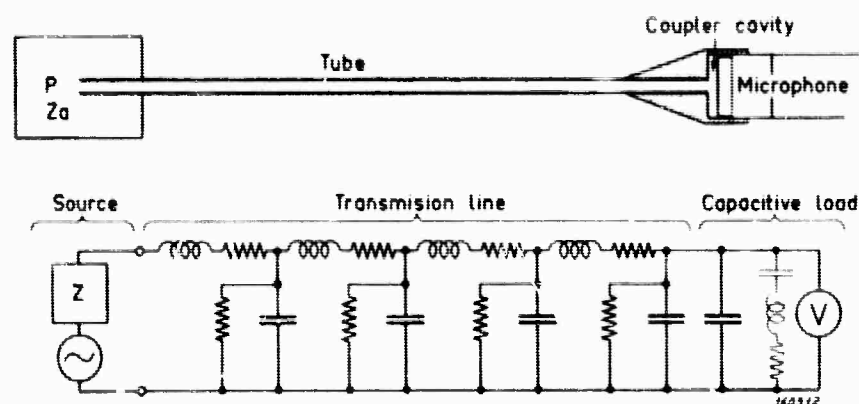 Coupler cavity
Tube
P
Za
Microphone
Source
Transmision line
Capacitive load
Z
V